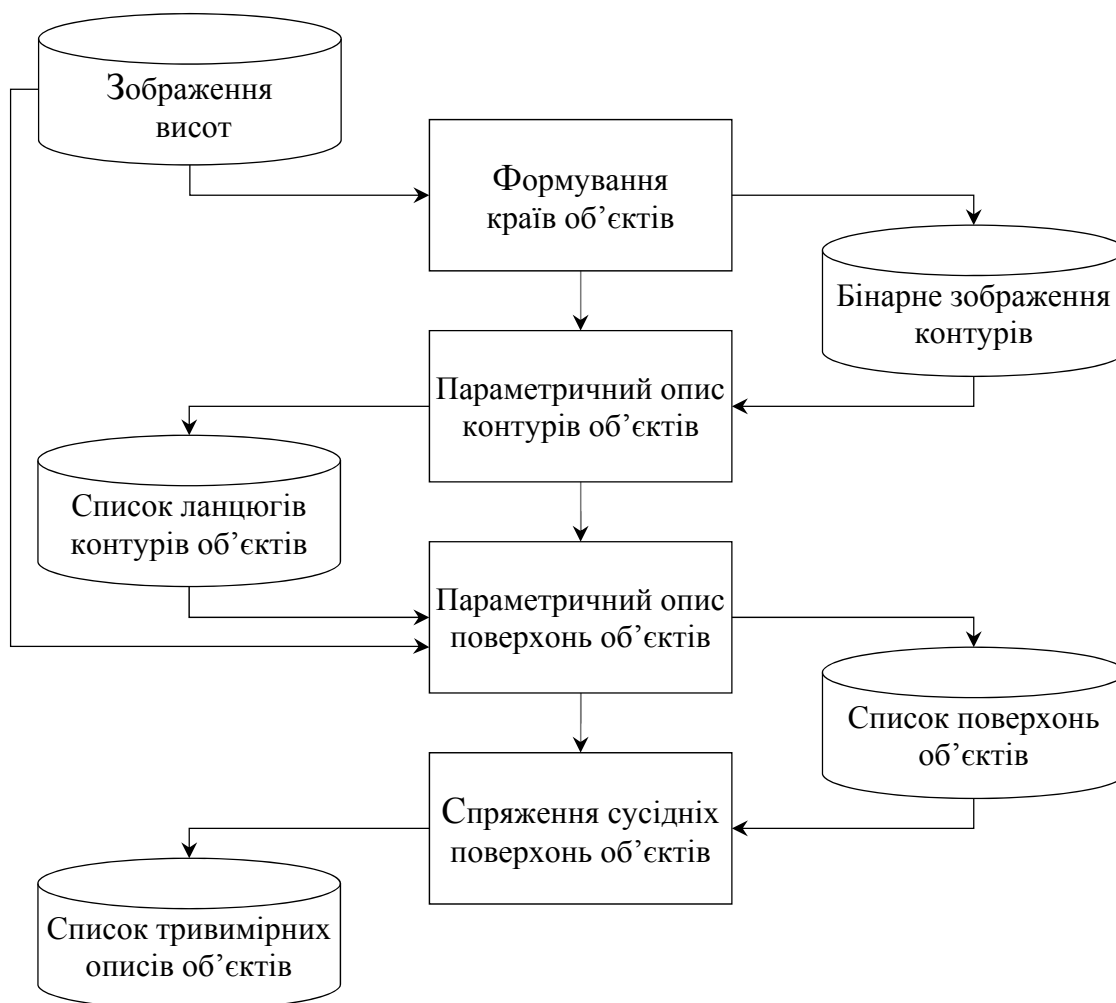 Зображення
висот
Формування
країв об’єктів
Бінарне зображення
контурів
Параметричний опис
контурів об’єктів
Список ланцюгів
контурів об’єктів
Параметричний опис
поверхонь об’єктів
Список поверхонь
об’єктів
Спряження сусідніх
поверхонь об’єктів
Список тривимірних
описів об’єктів